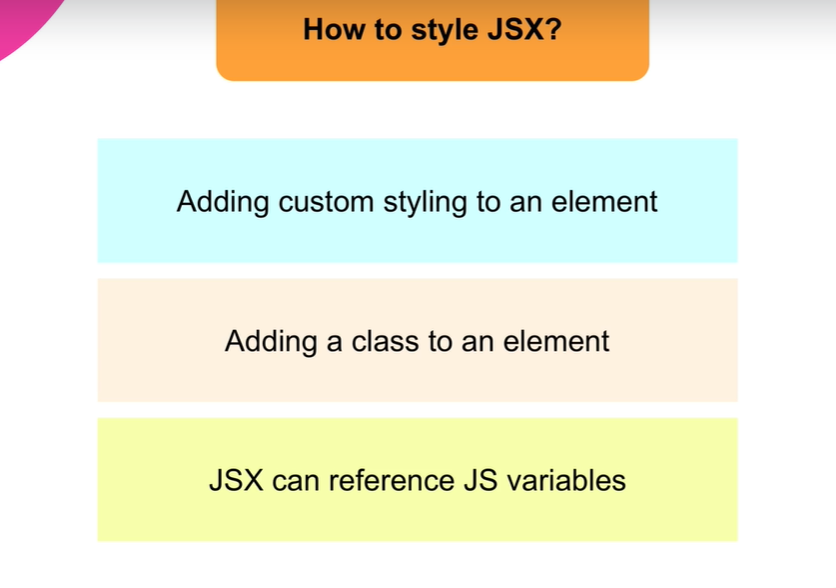 How to style JSX?
Adding custom styling to an element
Adding a class to an element
JSX can reference JS variables